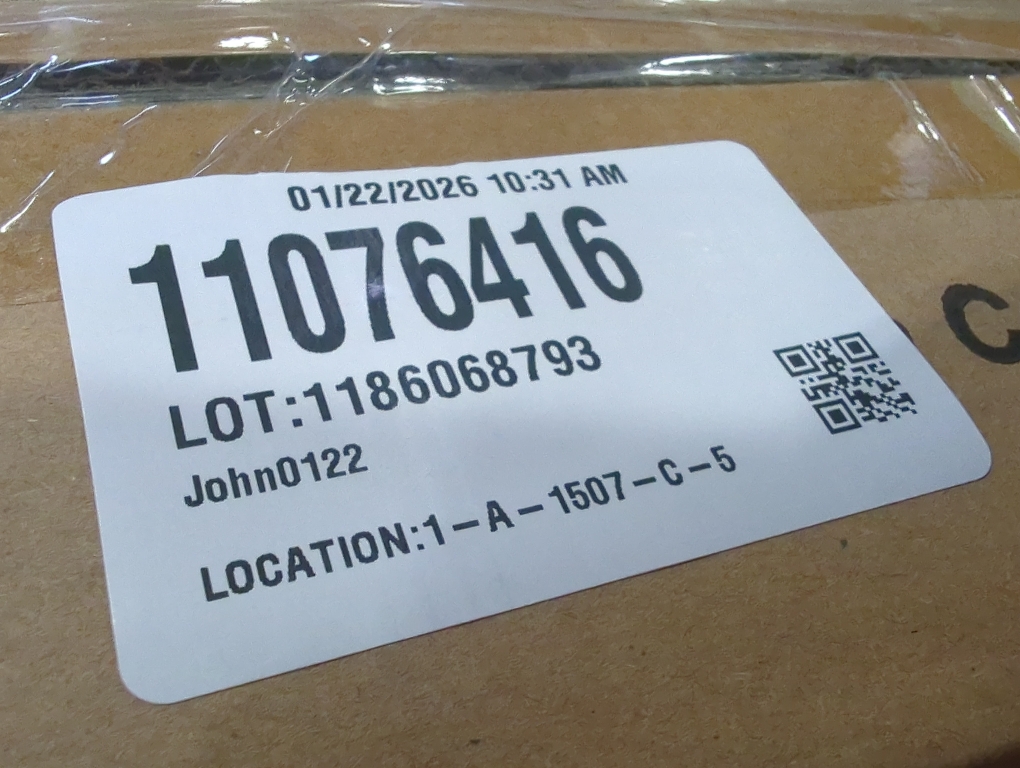 01/22/2026 10:31 AM
11076416
LOT:1186068793
John0122
LOCATION:1-A-1507-C-5
C